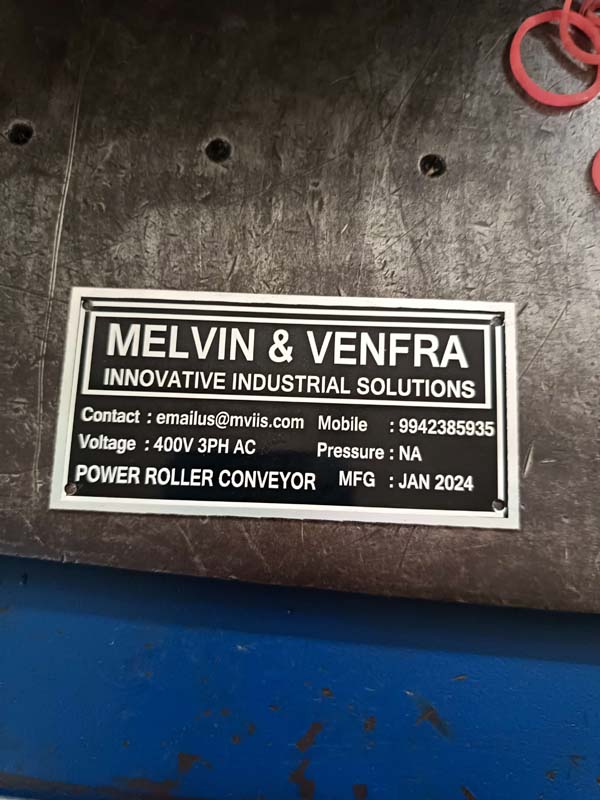 MELVIN & VENFRA
INNOVATIVE INDUSTRIAL SOLUTIONS
Contact : emailus@mviis.com Mobile : 9942385935
Voltage : 400V 3PH AC Pressure : NA
POWER ROLLER CONVEYOR MFG : JAN 2024